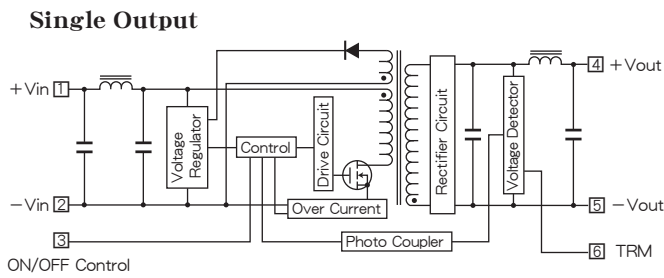 Single Output
+Vin 1
4 +Vout
Voltage Regulator
Control
Drive Circuit
Rectifier Circuit
Voltage Detector
-Vin 2
Over Current
5 -Vout
3
ON/OFF Control
Photo Coupler
6 TRM